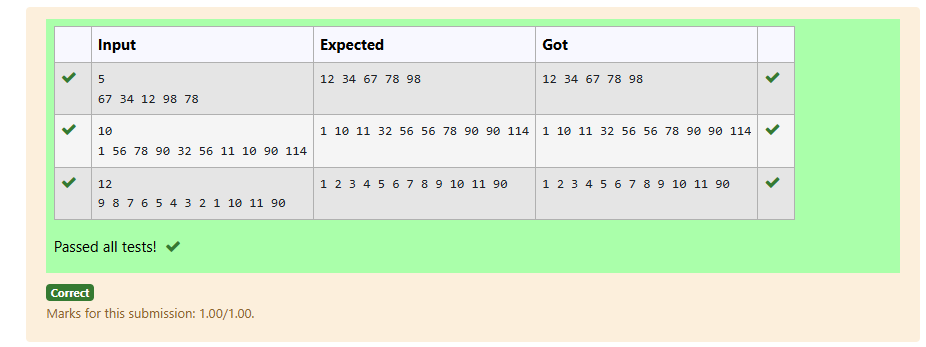 Input Expected Got
5 12 34 67 78 98 12 34 67 78 98
67 34 12 98 78
10 1 10 11 32 56 56 78 90 90 114 1 10 11 32 56 56 78 90 90 114
1 56 78 90 32 56 11 10 90 114
12 1 2 3 4 5 6 7 8 9 10 11 90 1 2 3 4 5 6 7 8 9 10 11 90
9 8 7 6 5 4 3 2 1 10 11 90
Passed all tests!
Correct
Marks for this submission: 1.00/1.00.